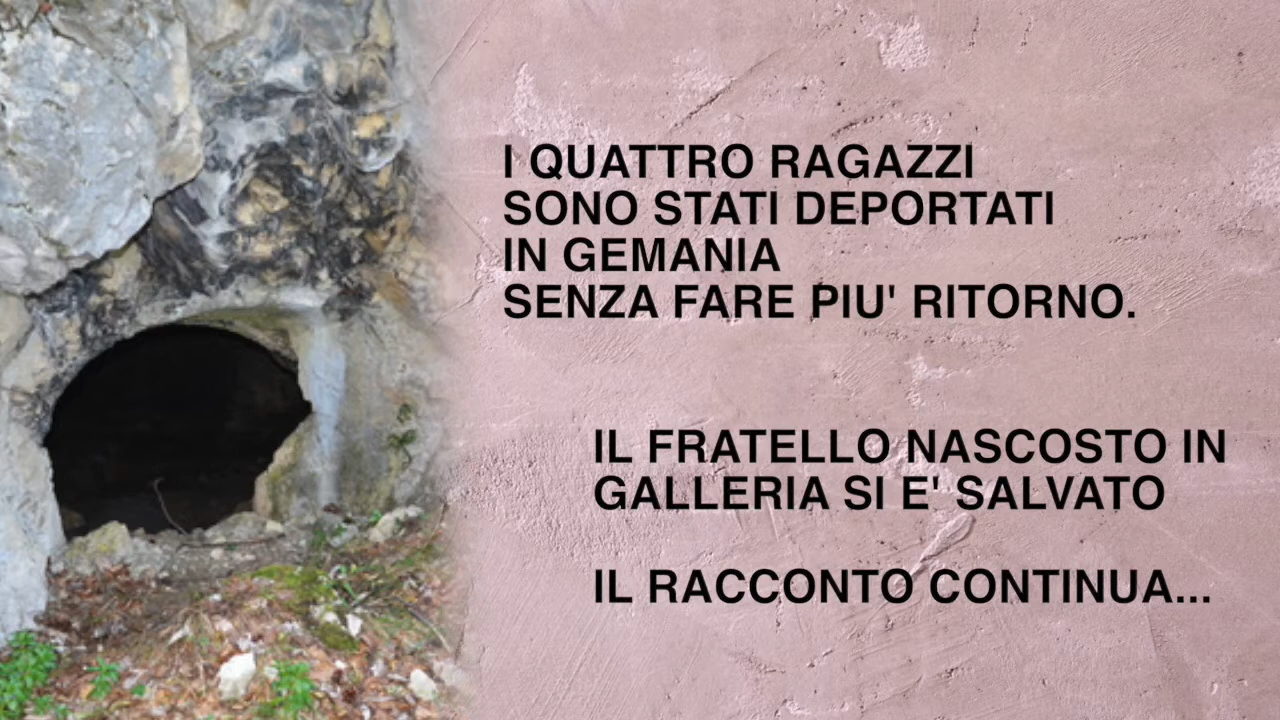 I QUATTRO RAGAZZI
SONO STATI DEPORTATI
IN GEMANIA
SENZA FARE PIU' RITORNO.
IL FRATELLO NASCOSTO IN
GALLERIA SI E' SALVATO
IL RACCONTO CONTINUA...